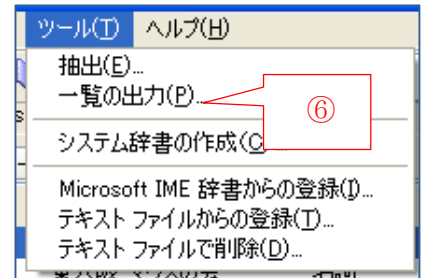 ツール(T) ヘルプ(H)
抽出(E)...
一覧の出力(P)...
⑥
システム辞書の作成(C)...
Microsoft IME 辞書からの登録(I)...
テキスト ファイルからの登録(T)...
テキスト ファイルで削除(D)...